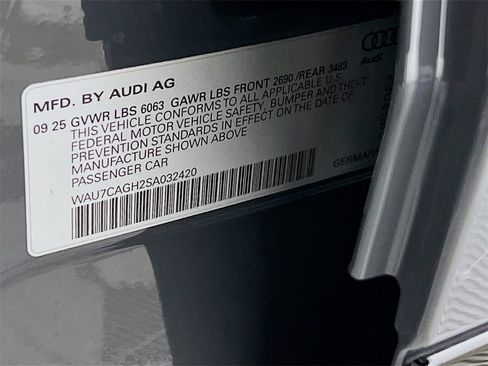 MFD. BY AUDI AG
09 25 GVWR LBS 6063 GAWR LBS FRONT 2690 /REAR 3483
THIS VEHICLE CONFORMS TO ALL APPLICABLE U.S.
FEDERAL MOTOR VEHICLE SAFETY, BUMPER AND THEFT
PREVENTION STANDARDS IN EFFECT ON THE DATE OF
MANUFACTURE SHOWN ABOVE
PASSENGER CAR
WAU7CAGH2SA032420
GERMANY
Audi